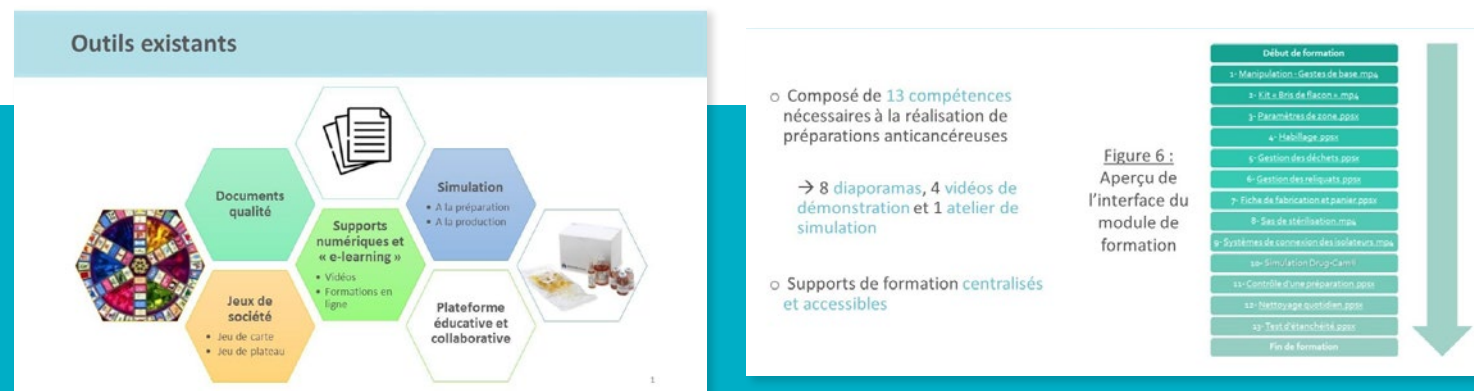 Outils existants
Documents
qualité
Simulation
• A la préparation
• A la production
Supports
numériques et
« e-learning »
• Vidéos
• Formations en
ligne
Jeux de
société
• Jeu de carte
• Jeu de plateau
Plateforme
éducative et
collaborative
1
o Composé de 13 compétences
nécessaires à la réalisation de
préparations anticancéreuses
→ 8 diaporamas, 4 vidéos de
démonstration et 1 atelier de
simulation
o Supports de formation centralisés
et accessibles
Figure 6 :
Aperçu de
l'interface du
module de
formation
Début de formation
1- Manipulation - Gestes de base.mp4
2- Kit « Bris de flacon ».mp4
3- Paramètres de zone.ppsx
4- Habillage.ppsx
5- Gestion des déchets.ppsx
6- Gestion des reliquats.ppsx
7- Fiche de fabrication et panier.ppsx
8- Sas de stérilisation.mp4
9- Systèmes de connexion des isolateurs.mp4
10- Simulation Drug-Cam®
11- Contrôle d'une préparation.ppsx
12- Nettoyage quotidien.ppsx
13- Test d'étanchéité.ppsx
Fin de formation